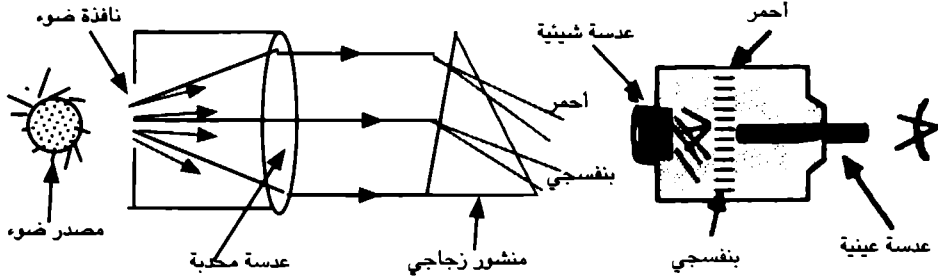 نافذة ضوء
أحمر
عدسة شيئية
أحمر
بنفسجي
مصدر ضوء
عدسة محدبة
منشور زجاجي
بنفسجي
عدسة عينية